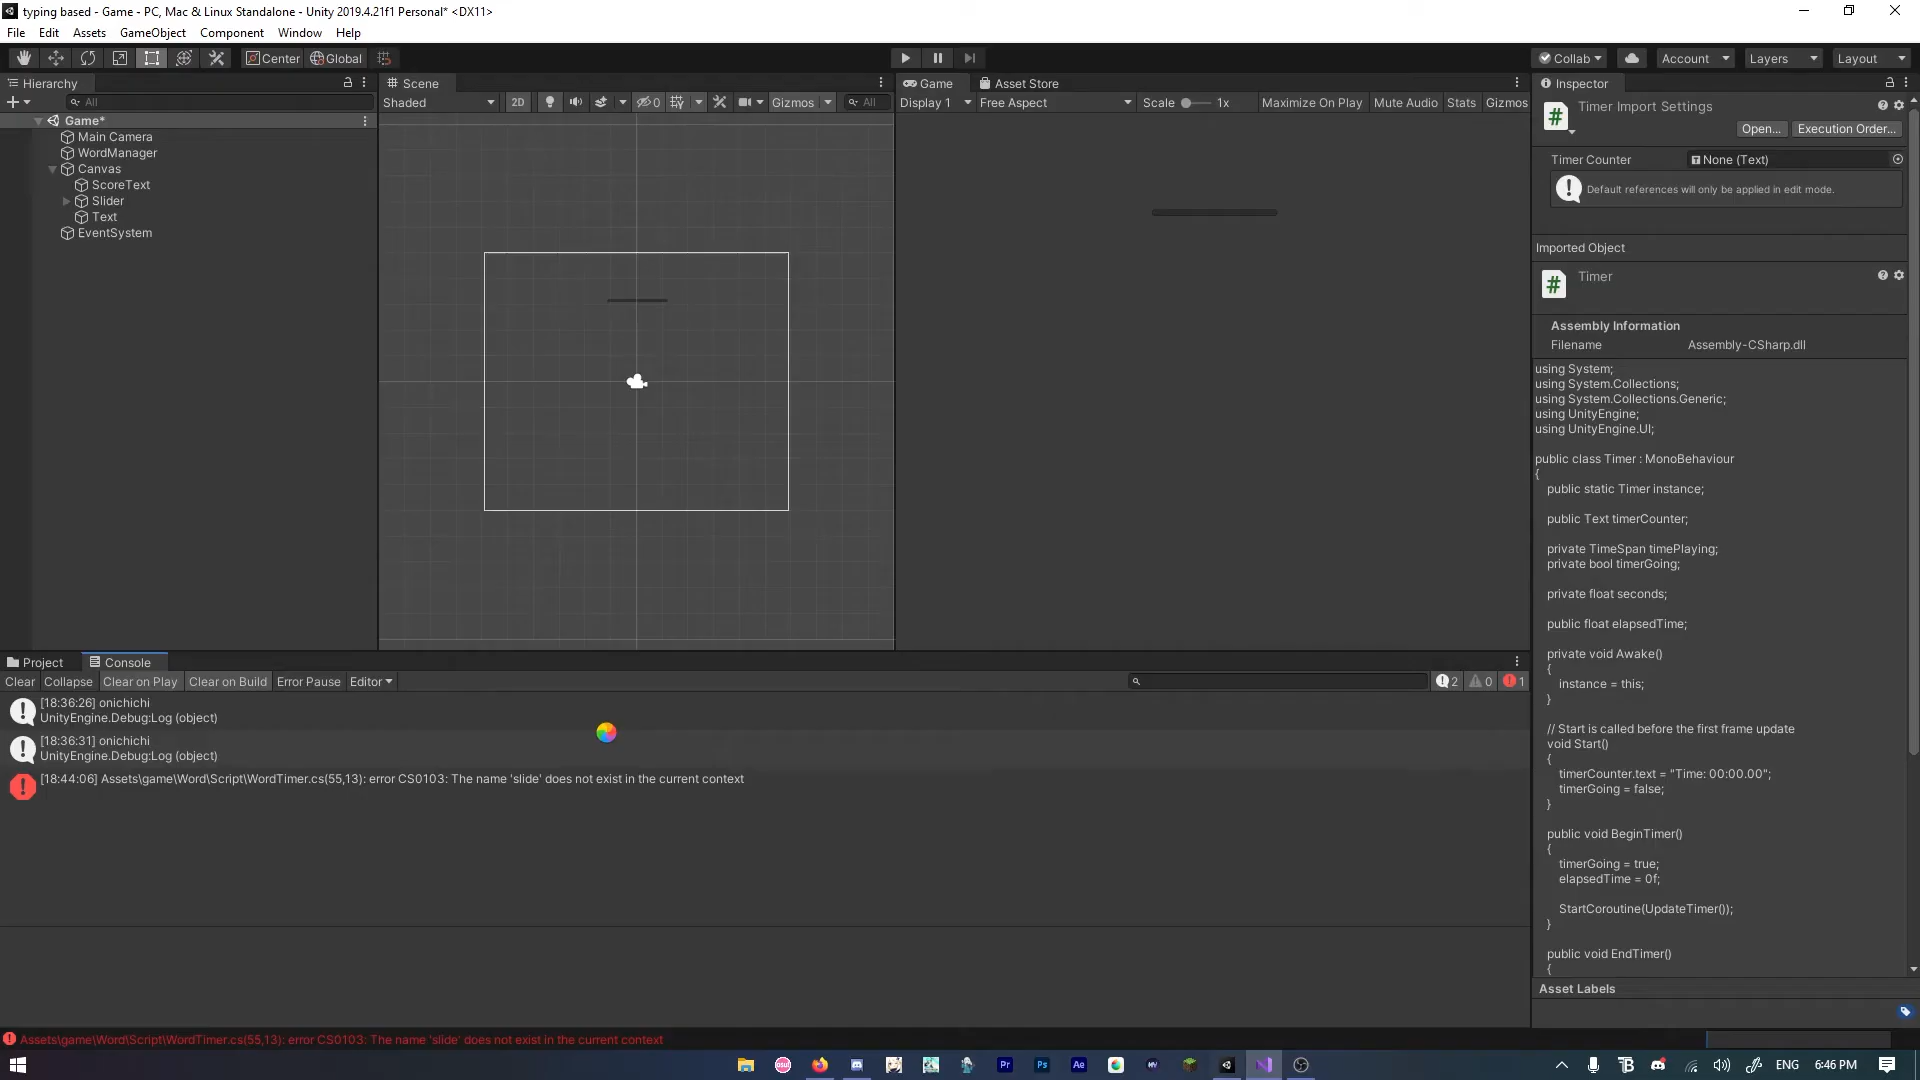 typing based - Game - PC, Mac & Linux Standalone - Unity 2019.4.21f1 Personal* <DX11>
File Edit Assets GameObject Component Window Help
Center Global Collab Account Layers Layout
Hierarchy
All
Game*
Main Camera
WordManager
Canvas
ScoreText
Slider
Text
EventSystem
Scene
Shaded 2D 0 Gizmos All
Game Asset Store
Display 1 Free Aspect Scale 1x Maximize On Play Mute Audio Stats Gizmos
Inspector
Timer Import Settings
Open... Execution Order...
Timer Counter None (Text)
Default references will only be applied in edit mode.
Imported Object
Timer
Assembly Information
Filename Assembly-CSharp.dll
using System;
using System.Collections;
using System.Collections.Generic;
using UnityEngine;
using UnityEngine.UI;
public class Timer : MonoBehaviour
{
public static Timer instance;
public Text timerCounter;
private TimeSpan timePlaying;
private bool timerGoing;
private float seconds;
public float elapsedTime;
private void Awake()
{
instance = this;
}
// Start is called before the first frame update
void Start()
{
timerCounter.text = "Time: 00:00.00";
timerGoing = false;
}
public void BeginTimer()
{
timerGoing = true;
elapsedTime = 0f;
StartCoroutine(UpdateTimer());
}
public void EndTimer()
{
Asset Labels
Project Console
Clear Collapse Clear on Play Clear on Build Error Pause Editor 2 0 1
[18:36:26] onichichi
UnityEngine.Debug:Log (object)
[18:36:31] onichichi
UnityEngine.Debug:Log (object)
[18:44:06] Assets\game\Word\Script\WordTimer.cs(55,13): error CS0103: The name 'slide' does not exist in the current context
Assets\game\Word\Script\WordTimer.cs(55,13): error CS0103: The name 'slide' does not exist in the current context
osu! Pr Ps Ae ENG 6:46 PM